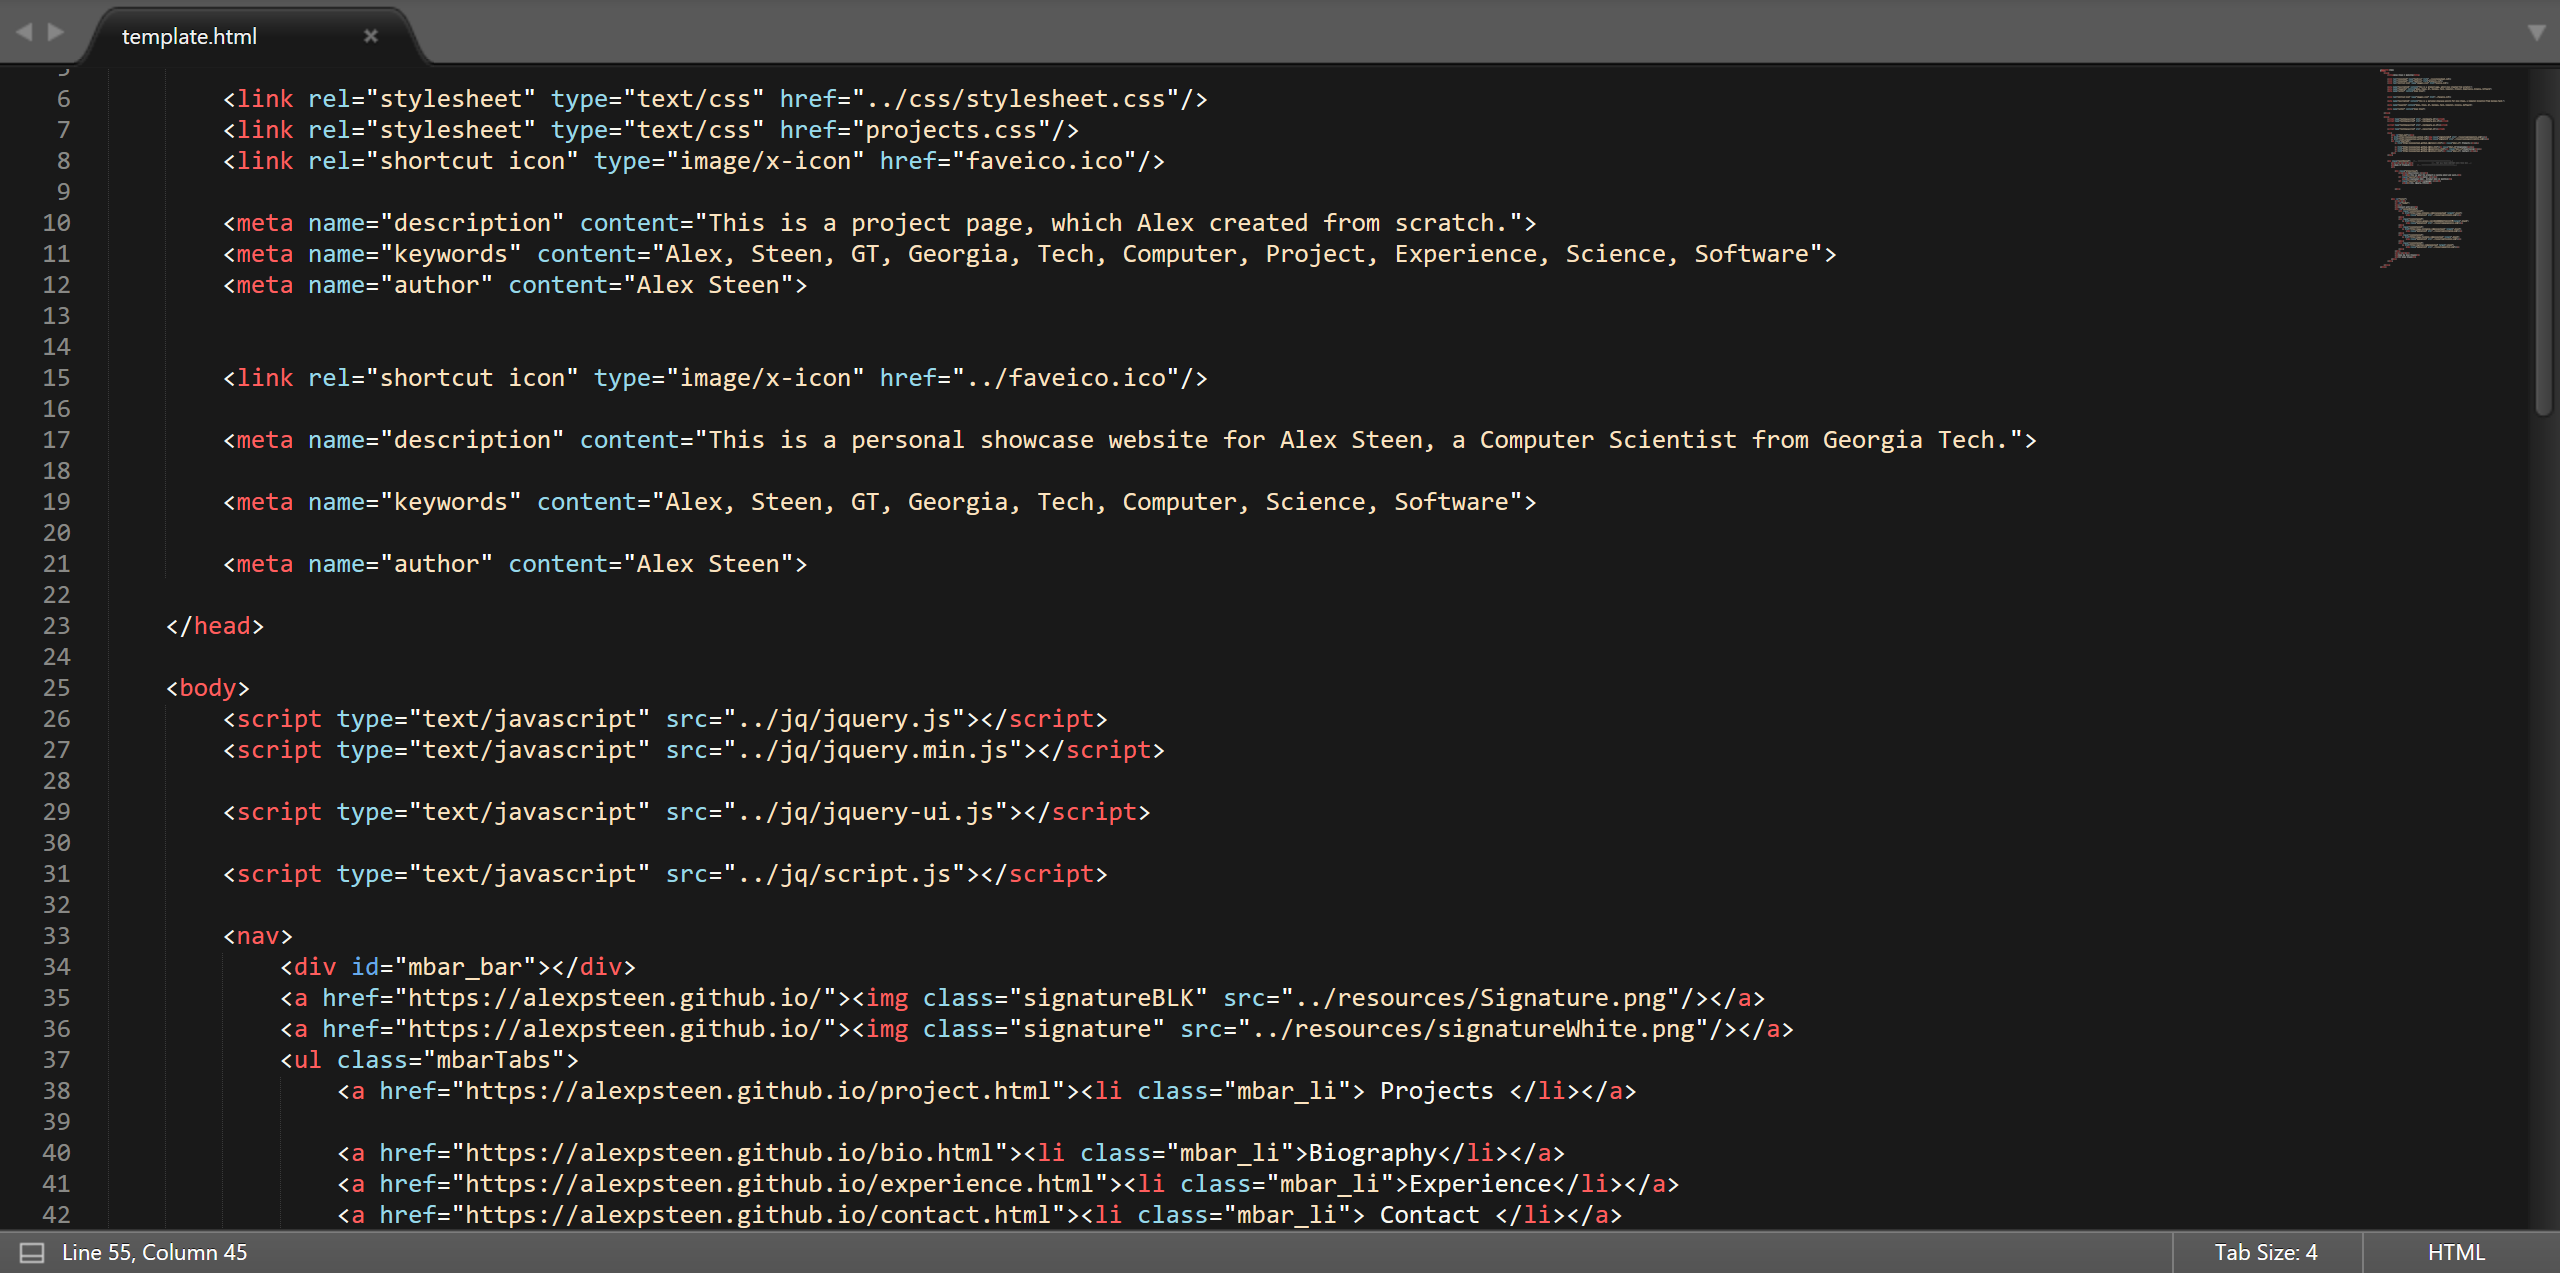 template.html
5
6 <link rel="stylesheet" type="text/css" href="../css/stylesheet.css"/>
7 <link rel="stylesheet" type="text/css" href="projects.css"/>
8 <link rel="shortcut icon" type="image/x-icon" href="faveico.ico"/>
9
10 <meta name="description" content="This is a project page, which Alex created from scratch.">
11 <meta name="keywords" content="Alex, Steen, GT, Georgia, Tech, Computer, Project, Experience, Science, Software">
12 <meta name="author" content="Alex Steen">
13
14
15 <link rel="shortcut icon" type="image/x-icon" href="../faveico.ico"/>
16
17 <meta name="description" content="This is a personal showcase website for Alex Steen, a Computer Scientist from Georgia Tech.">
18
19 <meta name="keywords" content="Alex, Steen, GT, Georgia, Tech, Computer, Science, Software">
20
21 <meta name="author" content="Alex Steen">
22
23 </head>
24
25 <body>
26 <script type="text/javascript" src="../jq/jquery.js"></script>
27 <script type="text/javascript" src="../jq/jquery.min.js"></script>
28
29 <script type="text/javascript" src="../jq/jquery-ui.js"></script>
30
31 <script type="text/javascript" src="../jq/script.js"></script>
32
33 <nav>
34 <div id="mbar_bar"></div>
35 <a href="https://alexpsteen.github.io/"><img class="signatureBLK" src="../resources/Signature.png"/></a>
36 <a href="https://alexpsteen.github.io/"><img class="signature" src="../resources/signatureWhite.png"/></a>
37 <ul class="mbarTabs">
38 <a href="https://alexpsteen.github.io/project.html"><li class="mbar_li"> Projects </li></a>
39
40 <a href="https://alexpsteen.github.io/bio.html"><li class="mbar_li">Biography</li></a>
41 <a href="https://alexpsteen.github.io/experience.html"><li class="mbar_li">Experience</li></a>
42 <a href="https://alexpsteen.github.io/contact.html"><li class="mbar_li"> Contact </li></a>
Line 55, Column 45
Tab Size: 4
HTML